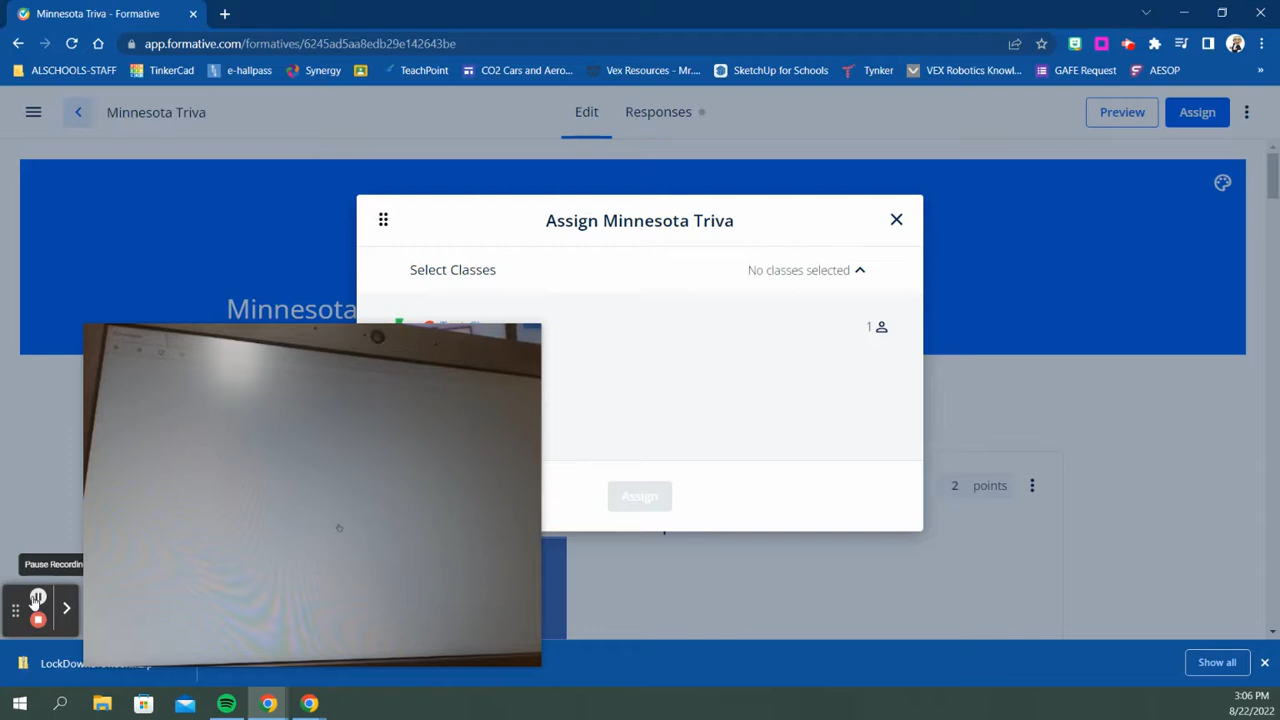 Minnesota Triva - Formative
app.formative.com/formatives/6245ad5aa8edb29e142643be
ALSCHOOLS-STAFF
TinkerCad
e-hallpass
Synergy
TeachPoint
CO2 Cars and Aero...
Vex Resources - Mr....
SketchUp for Schools
Tynker
VEX Robotics Knowl...
GAFE Request
AESOP
»
Minnesota Triva
Edit
Responses
Preview
Assign
Assign Minnesota Triva
Select Classes
No classes selected
Minnesota
1
2 points
Assign
Pause Recordin
Show all
3:06 PM
8/22/2022